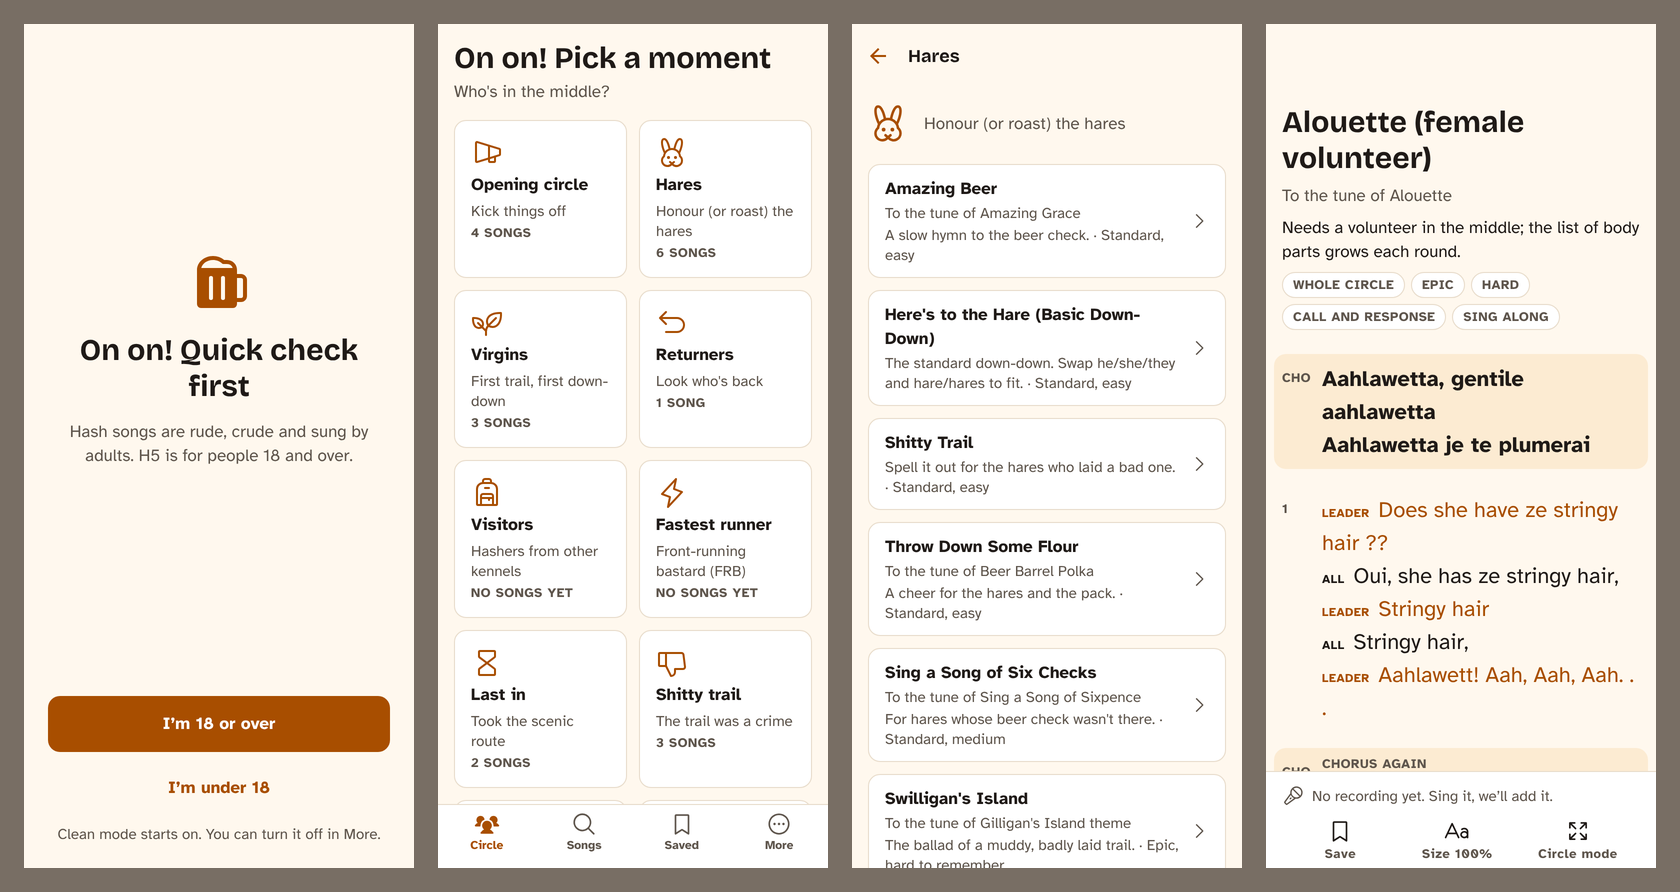 On on! Quick check
first
Hash songs are rude, crude and sung by
adults. H5 is for people 18 and over.
I'm 18 or over
I'm under 18
Clean mode starts on. You can turn it off in More.
On on! Pick a moment
Who's in the middle?
Opening circle
Kick things off
4 SONGS
Hares
Honour (or roast) the
hares
6 SONGS
Virgins
First trail, first down-
down
3 SONGS
Returners
Look who's back
1 SONG
Visitors
Hashers from other
kennels
NO SONGS YET
Fastest runner
Front-running
bastard (FRB)
NO SONGS YET
Last in
Took the scenic
route
2 SONGS
Shitty trail
The trail was a crime
3 SONGS
Circle
Songs
Saved
More
Hares
Honour (or roast) the hares
Amazing Beer
To the tune of Amazing Grace
A slow hymn to the beer check. · Standard,
easy
Here's to the Hare (Basic Down-
Down)
The standard down-down. Swap he/she/they
and hare/hares to fit. · Standard, easy
Shitty Trail
Spell it out for the hares who laid a bad one.
· Standard, easy
Throw Down Some Flour
To the tune of Beer Barrel Polka
A cheer for the hares and the pack. ·
Standard, easy
Sing a Song of Six Checks
To the tune of Sing a Song of Sixpence
For hares whose beer check wasn't there. ·
Standard, medium
Swilligan's Island
To the tune of Gilligan's Island theme
The ballad of a muddy, badly laid trail. · Epic,
hard to remember
Alouette (female
volunteer)
To the tune of Alouette
Needs a volunteer in the middle; the list of body
parts grows each round.
WHOLE CIRCLE
EPIC
HARD
CALL AND RESPONSE
SING ALONG
CHO Aahlawetta, gentile
aahlawetta
Aahlawetta je te plumerai
1 LEADER Does she have ze stringy
hair ??
ALL Oui, she has ze stringy hair,
LEADER Stringy hair
ALL Stringy hair,
LEADER Aahlawett! Aah, Aah, Aah. . 
.
CHO CHORUS AGAIN
No recording yet. Sing it, we'll add it.
Save
Aa
Size 100%
Circle mode